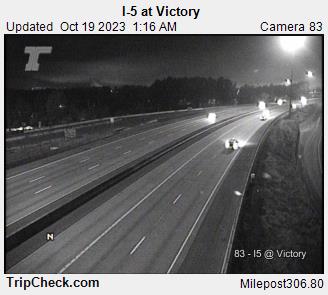 I-5 at Victory
Updated Oct 19 2023 1:16 AM Camera 83
T
N
83 - I5 @ Victory
TripCheck.com Milepost306.80